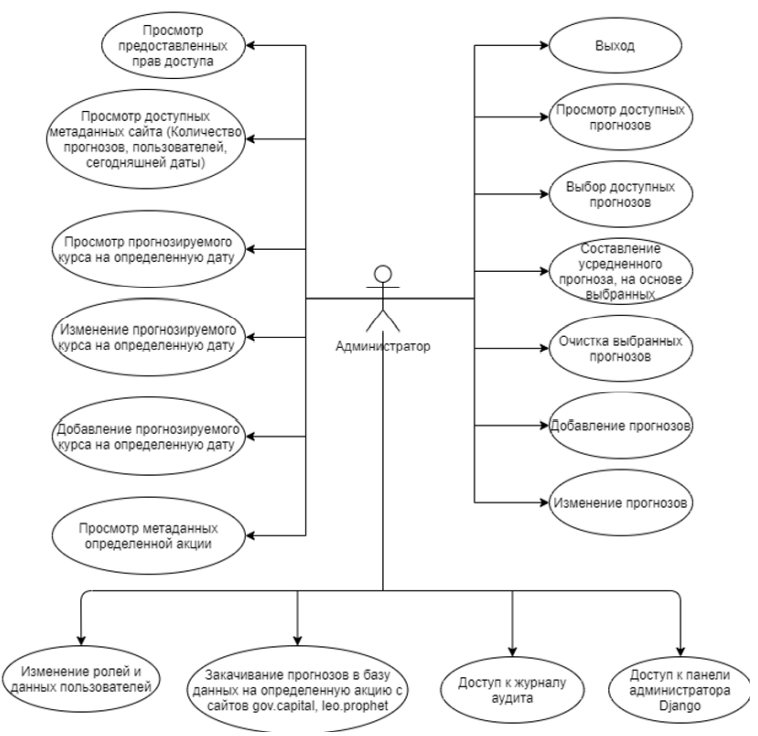 Просмотр
предоставленных
прав доступа
Просмотр доступных
метаданных сайта (Количество
прогнозов, пользователей,
сегодняшней даты)
Просмотр прогнозируемого
курса на определенную дату
Изменение прогнозируемого
курса на определенную дату
Добавление прогнозируемого
курса на определенную дату
Просмотр метаданных
определенной акции
Администратор
Выход
Просмотр доступных
прогнозов
Выбор доступных
прогнозов
Составление
усредненного
прогноза, на основе
выбранных
Очистка выбранных
прогнозов
Добавление прогнозов
Изменение прогнозов
Изменение ролей и
данных пользователей
Закачивание прогнозов в базу
данных на определенную акцию с
сайтов gov.capital, leo.prophet
Доступ к журналу
аудита
Доступ к панели
администратора
Django